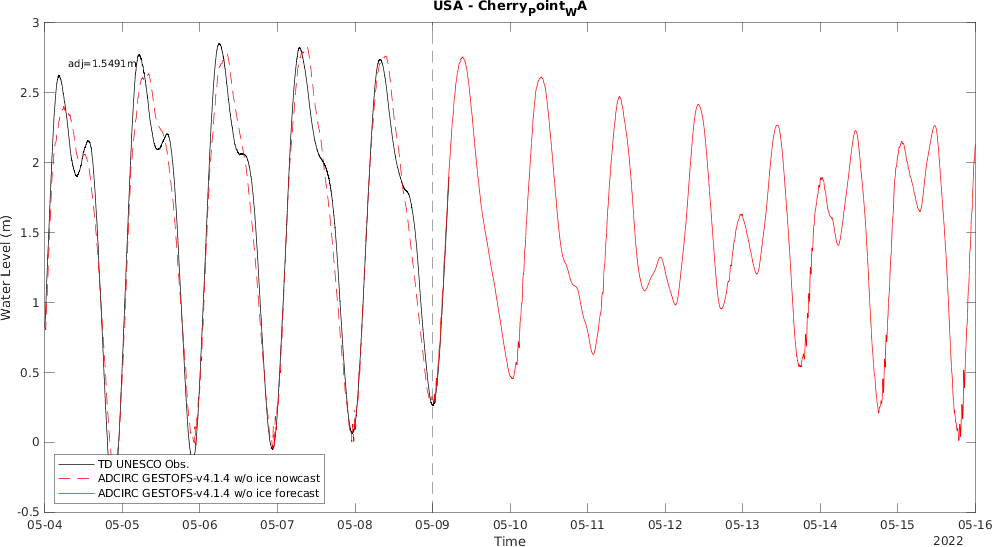 USA - CherryPointWA
3
2.5
2
1.5
1
0.5
0
-0.5
Water Level (m)
adj=1.5491m
TD UNESCO Obs.
ADCIRC GESTOFS-v4.1.4 w/o ice nowcast
ADCIRC GESTOFS-v4.1.4 w/o ice forecast
05-04 05-05 05-06 05-07 05-08 05-09 05-10 05-11 05-12 05-13 05-14 05-15 05-16
Time
2022